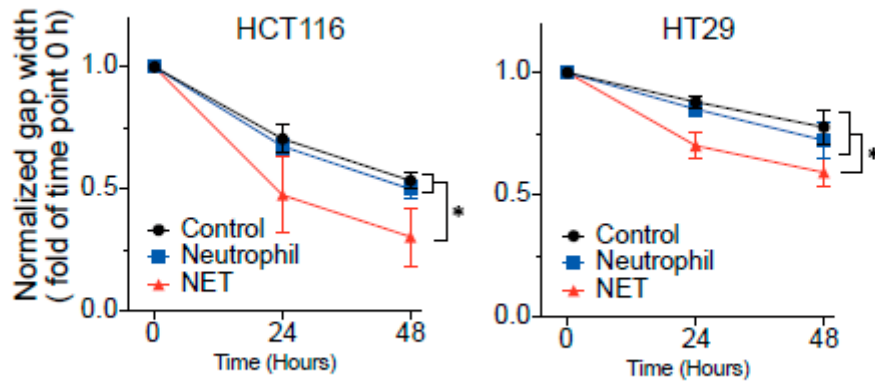 HCT116
HT29
Normalized gap width
( fold of time point 0 h)
1.0
0.5
0.0
Control
Neutrophil
NET
*
0
24
48
Time (Hours)
1.0
0.5
0.0
Control
Neutrophil
NET
*
0
24
48
Time (Hours)